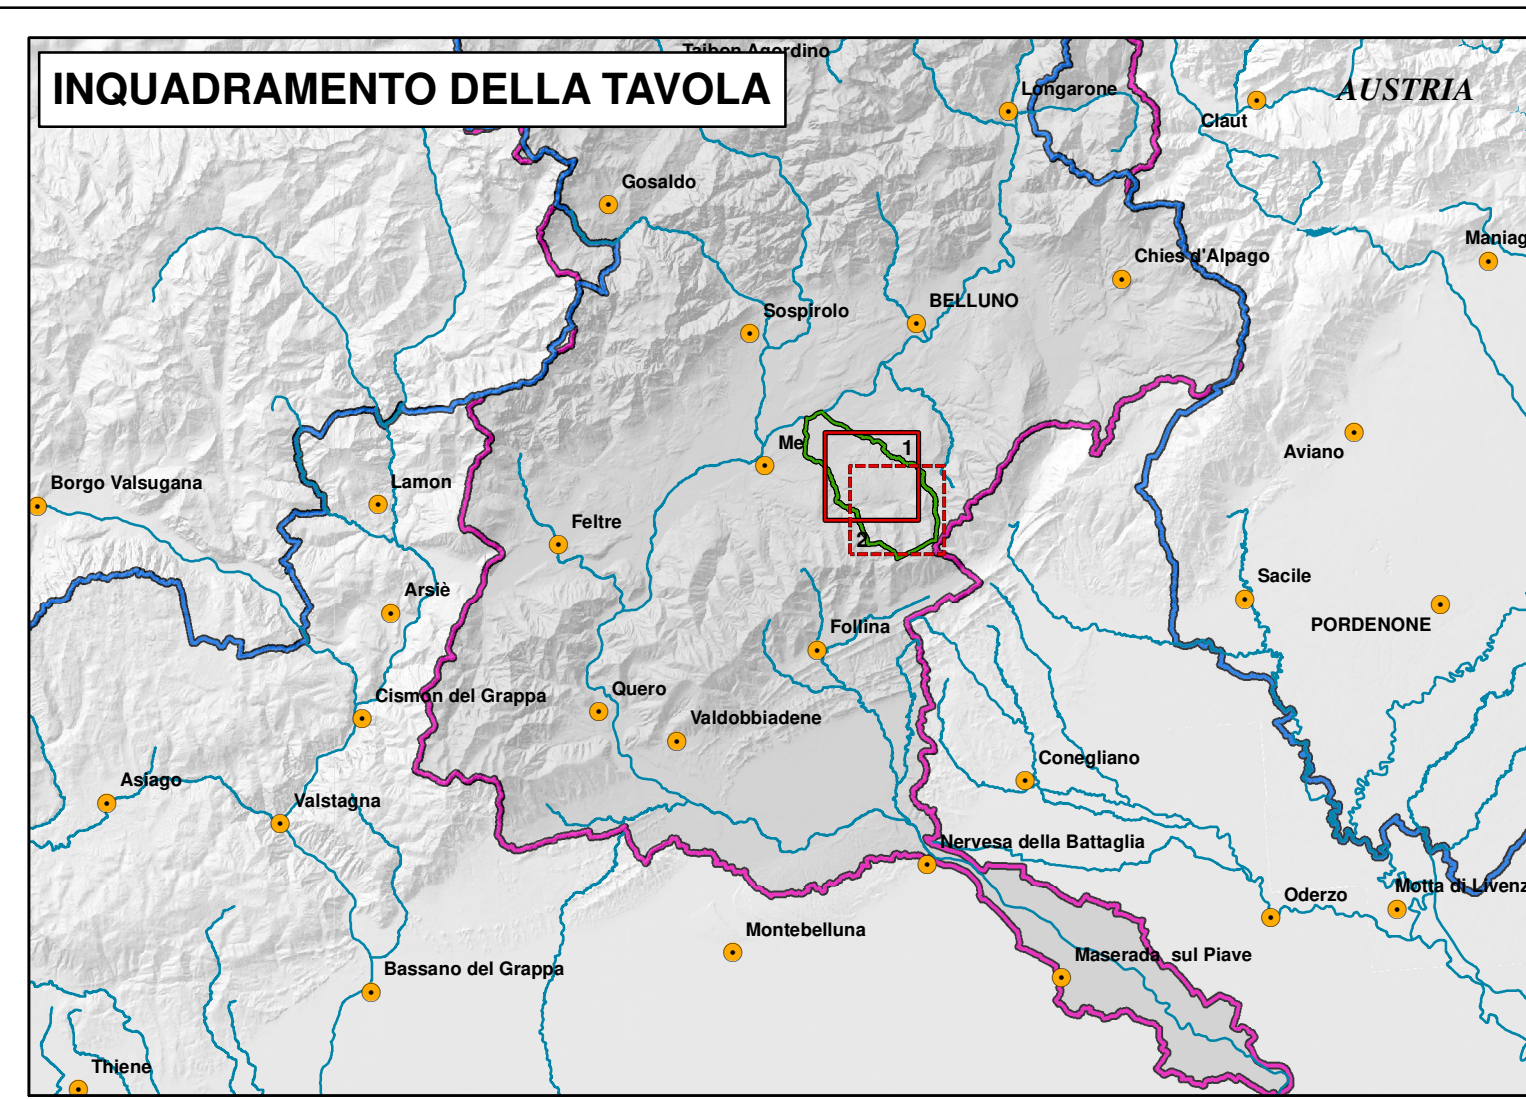 Taibon Agordino
INQUADRAMENTO DELLA TAVOLA
AUSTRIA
Longarone
Claut
Gosaldo
Maniag
Chies d'Alpago
BELLUNO
Sospirolo
Me
1
Aviano
Borgo Valsugana
Lamon
Feltre
2
Arsiè
Sacile
PORDENONE
Follina
Cismon del Grappa
Quero
Valdobbiadene
Conegliano
Asiago
Valstagna
Nervesa della Battaglia
Oderzo
Motta di Livenz
Montebelluna
Maserada sul Piave
Bassano del Grappa
Thiene